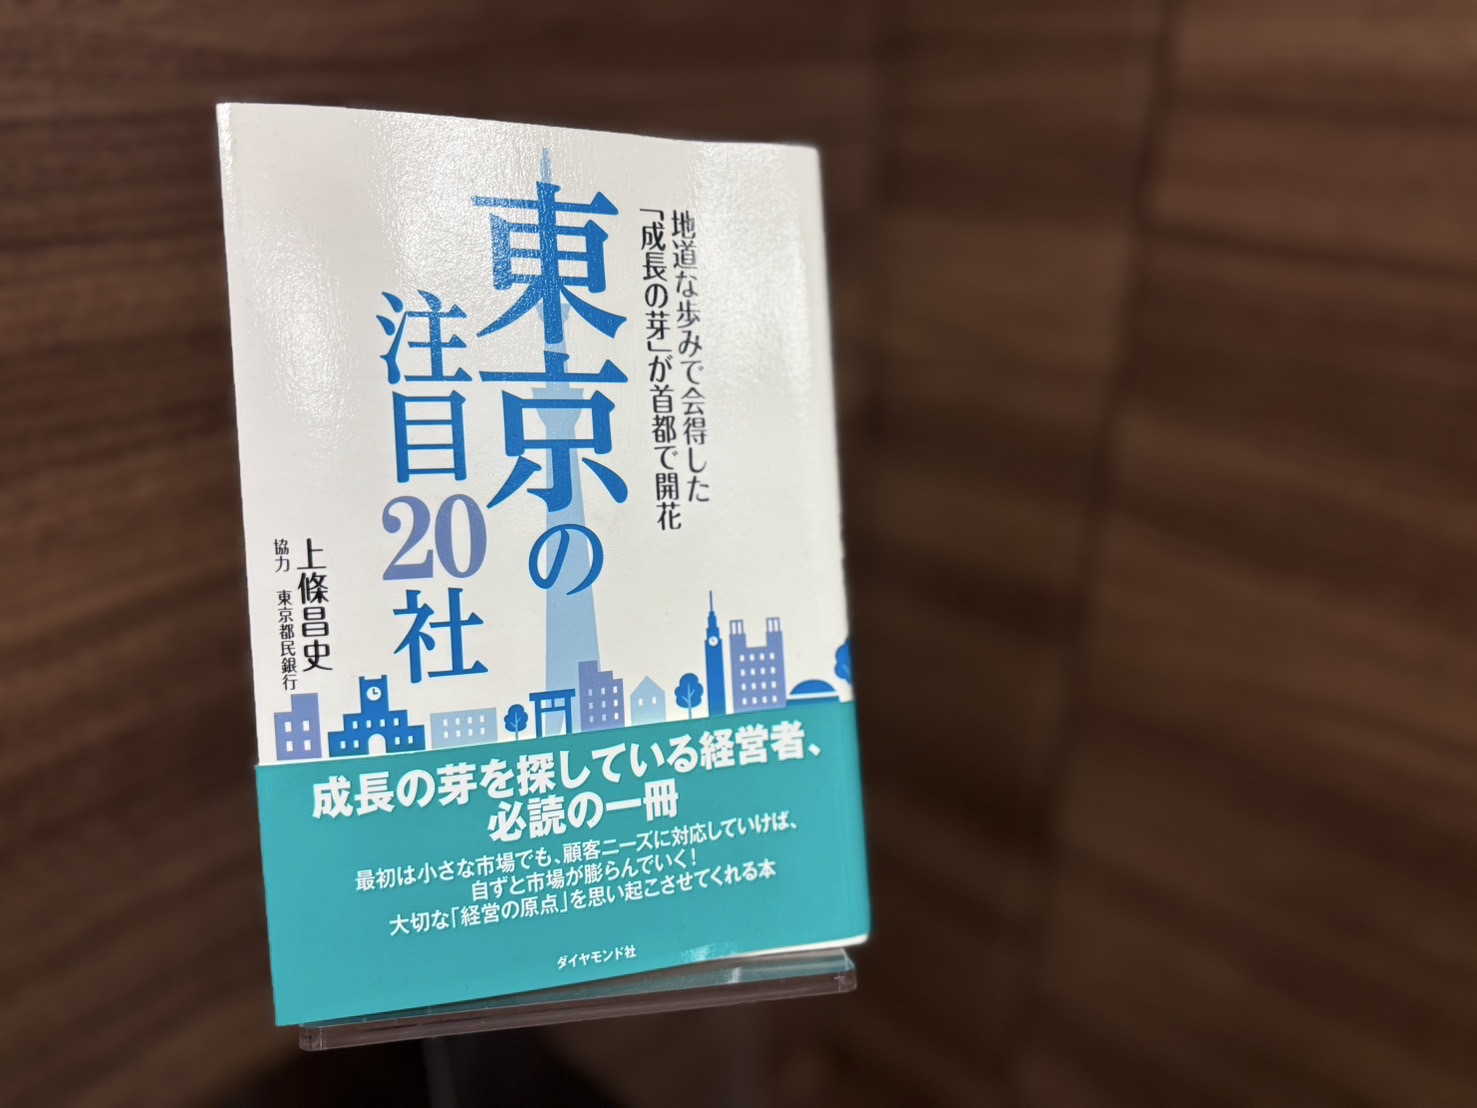 地道な歩みで会得した
「成長の芽」が首都で開花
東京の
注目20社
上條昌史
協力 東京都民銀行
成長の芽を探している経営者、
必読の一冊
最初は小さな市場でも、顧客ニーズに対応していけば、
自ずと市場が膨らんでいく!
大切な「経営の原点」を思い起こさせてくれる本
ダイヤモンド社